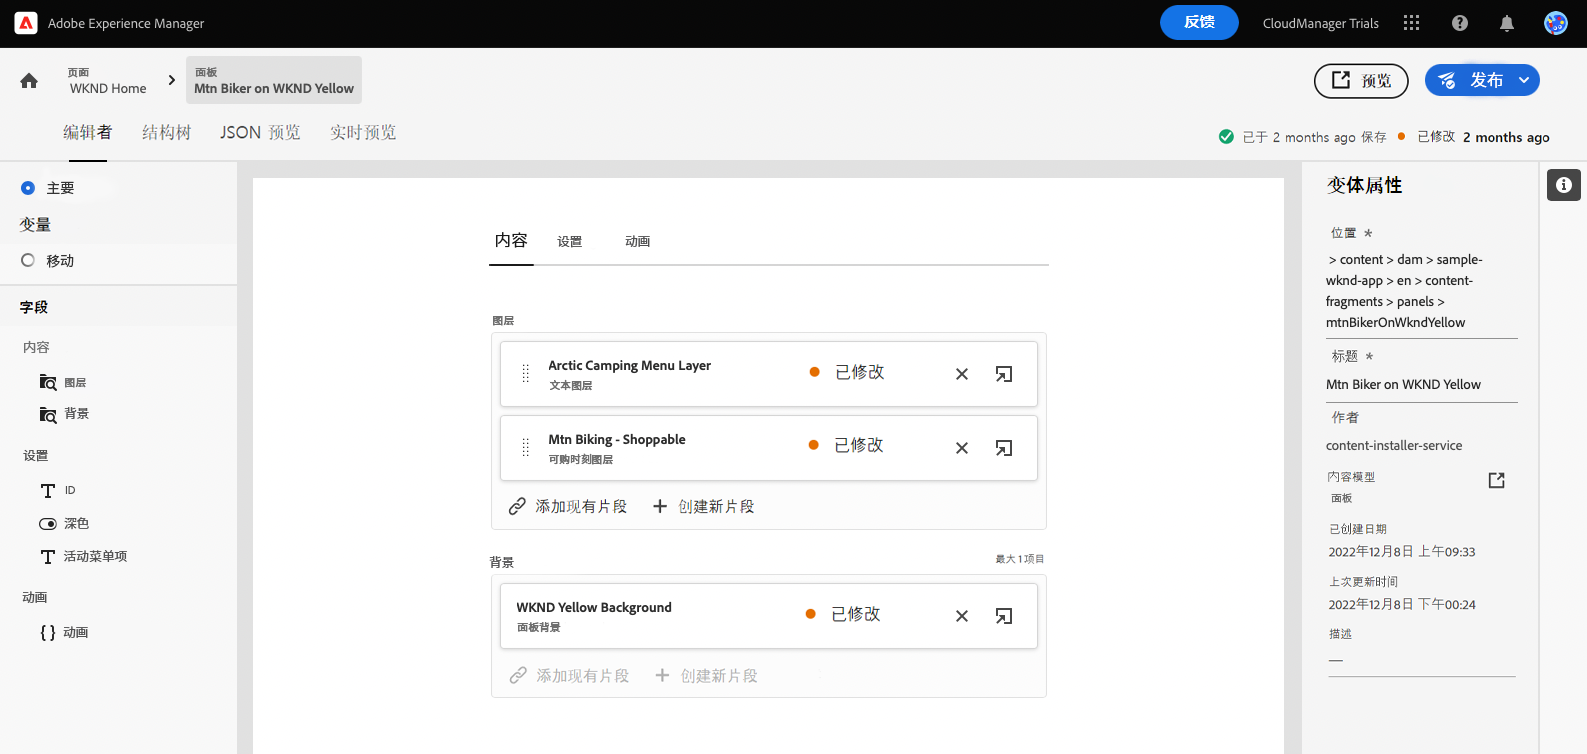 Adobe Experience Manager
反馈
CloudManager Trials
页面
WKND Home
面板
Mtn Biker on WKND Yellow
预览
发布
编辑者
结构树
JSON 预览
实时预览
已于 2 months ago 保存
已修改 2 months ago
主要
变量
移动
字段
内容
图层
背景
设置
ID
深色
活动菜单项
动画
{ } 动画
内容
设置
动画
图层
Arctic Camping Menu Layer
文本图层
已修改
Mtn Biking - Shoppable
可购时刻图层
已修改
添加现有片段
创建新片段
背景
最大 1 项目
WKND Yellow Background
面板背景
已修改
添加现有片段
创建新片段
变体属性
位置 *
> content > dam > sample-
wknd-app > en > content-
fragments > panels >
mtnBikerOnWkndYellow
标题 *
Mtn Biker on WKND Yellow
作者
content-installer-service
内容模型
面板
已创建日期
2022年12月8日 上午09:33
上次更新时间
2022年12月8日 下午00:24
描述
—